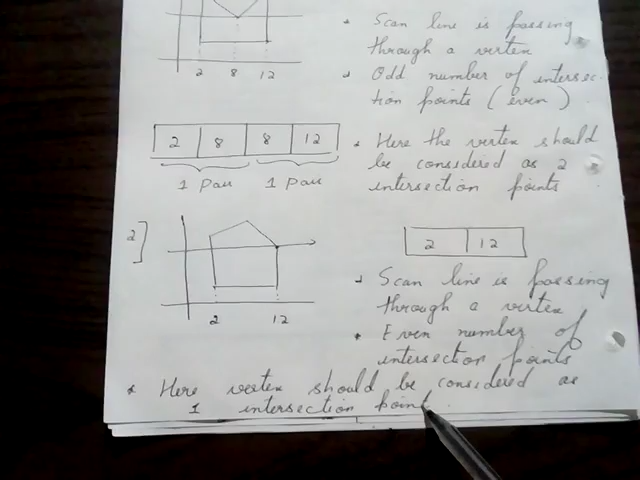 2 8 12
* Scan line is passing
through a vertex
* Odd number of intersec-
tion points (even)
2 8 8 12
1 Pair 1 Pair
* Here the vertex should
be considered as 2
intersection points
2]
2 12
2 12
* Scan line is passing
through a vertex
* Even number of
intersection points
* Here vertex should be considered as
1 intersection point.